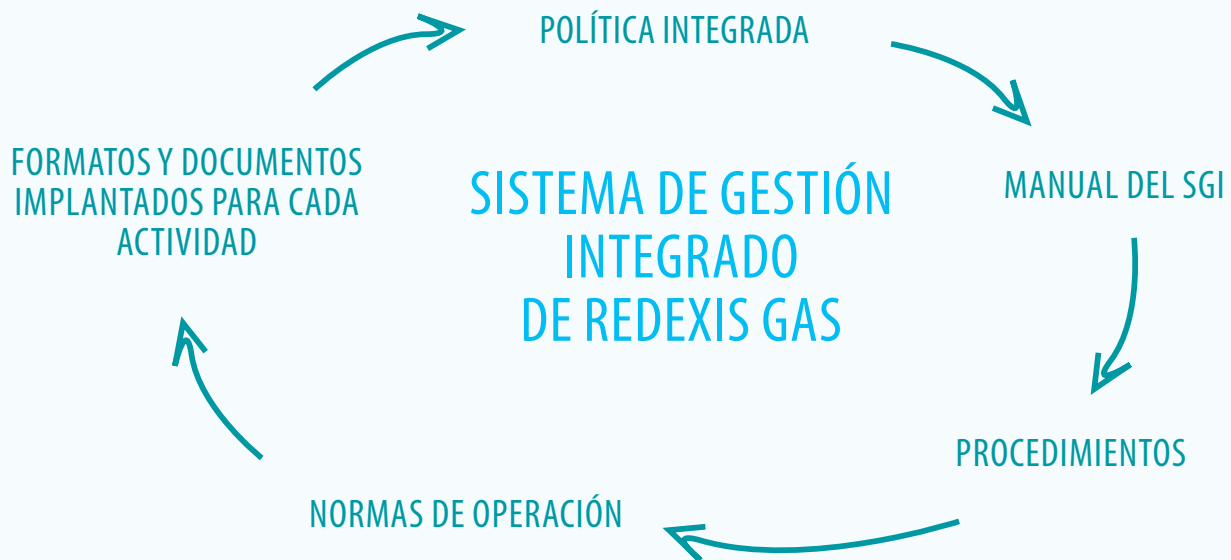 POLÍTICA INTEGRADA
FORMATOS Y DOCUMENTOS
IMPLANTADOS PARA CADA
ACTIVIDAD
SISTEMA DE GESTIÓN
INTEGRADO
DE REDEXIS GAS
MANUAL DEL SGI
PROCEDIMIENTOS
NORMAS DE OPERACIÓN